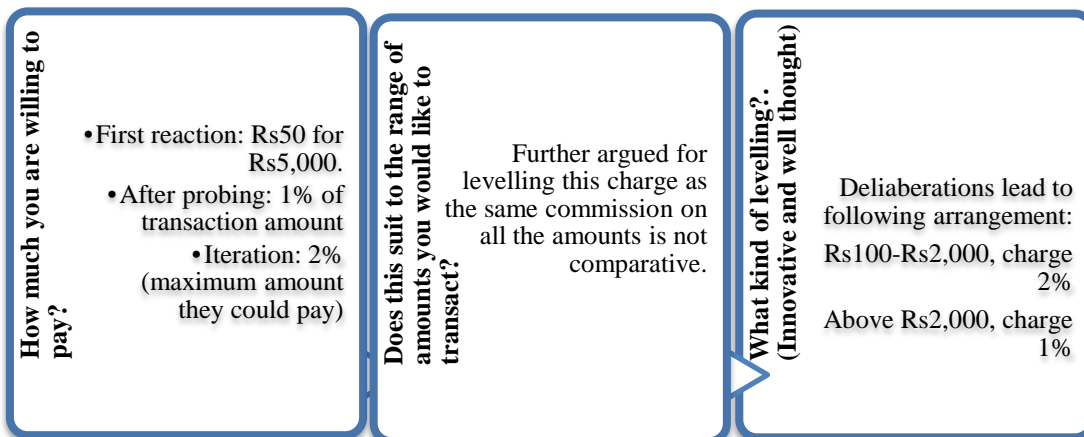 How much you are willing to
pay?
•First reaction: Rs50 for
Rs5,000.
•After probing: 1% of
transaction amount
•Iteration: 2%
(maximum amount
they could pay)
Does this suit to the range of
amounts you would like to
transact?
Further argued for
levelling this charge as
the same commission on
all the amounts is not
comparative.
What kind of levelling?.
(Innovative and well thought)
Deliaberations lead to
following arrangement:
Rs100-Rs2,000, charge
2%
Above Rs2,000, charge
1%